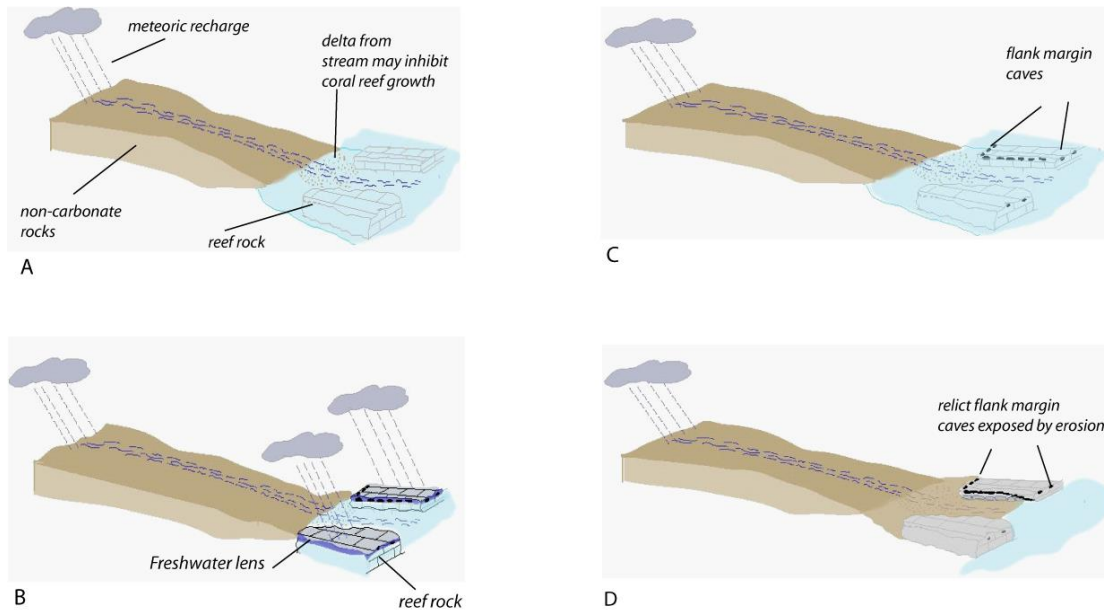 meteoric recharge
delta from
stream may inhibit
coral reef growth
non-carbonate
rocks
reef rock
A
flank margin
caves
C
Freshwater lens
reef rock
B
relict flank margin
caves exposed by erosion
D